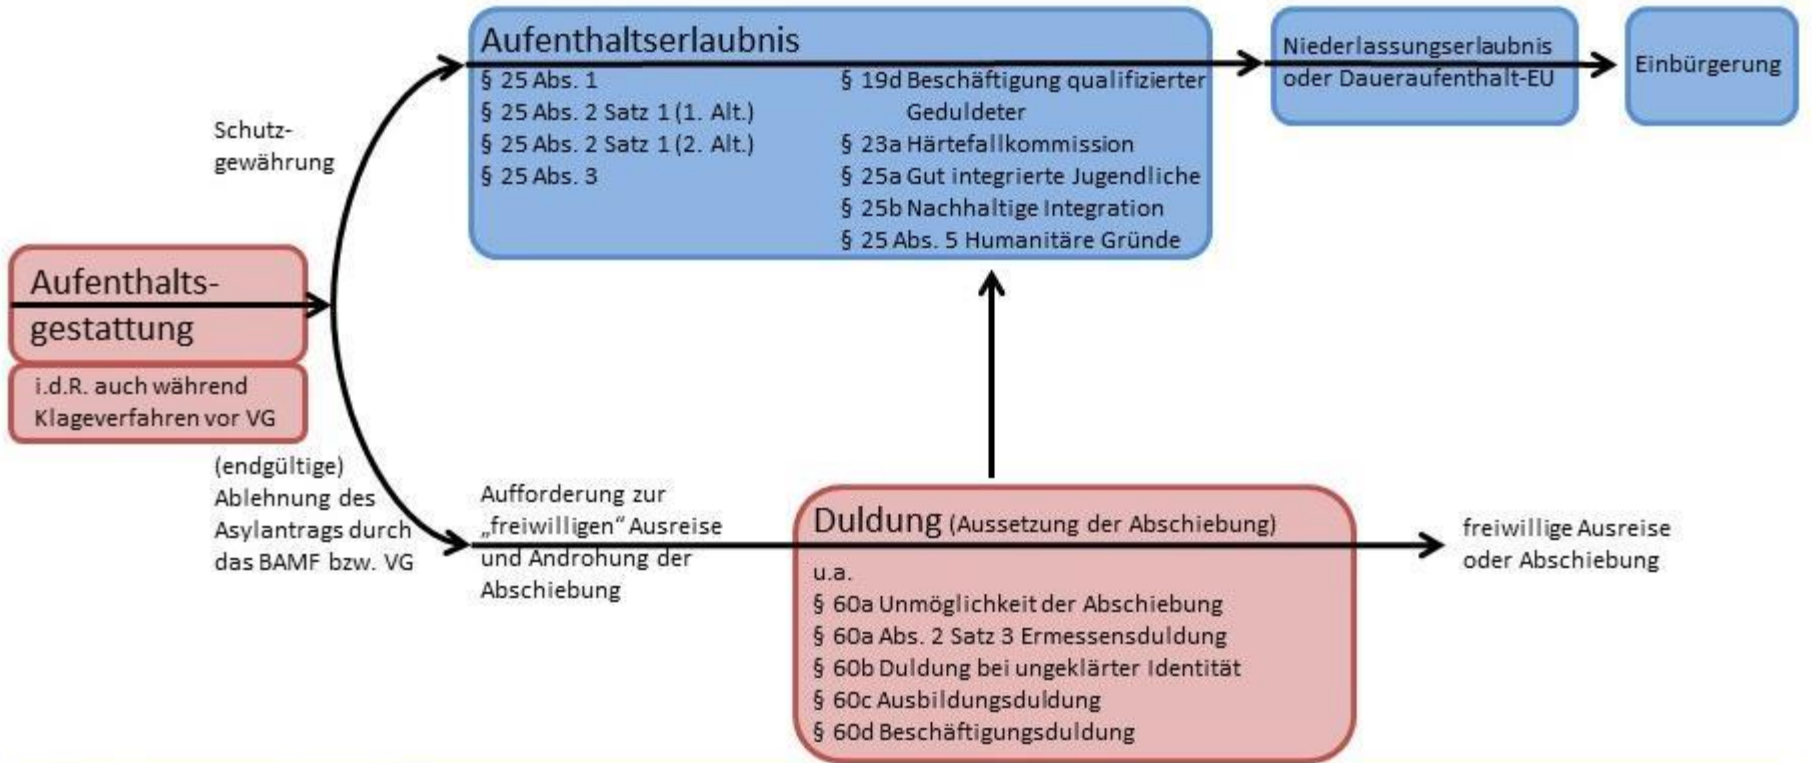 Aufenthaltserlaubnis
§ 25 Abs. 1
§ 25 Abs. 2 Satz 1 (1. Alt.)
§ 25 Abs. 2 Satz 1 (2. Alt.)
§ 25 Abs. 3
§ 19d Beschäftigung qualifizierter
Geduldeter
§ 23a Härtefallkommission
§ 25a Gut integrierte Jugendliche
§ 25b Nachhaltige Integration
§ 25 Abs. 5 Humanitäre Gründe
Niederlassungserlaubnis
oder Daueraufenthalt-EU
Einbürgerung
Schutz-
gewährung
Aufenthalts-
gestattung
i.d.R. auch während
Klageverfahren vor VG
(endgültige)
Ablehnung des
Asylantrags durch
das BAMF bzw. VG
Aufforderung zur
„freiwilligen“ Ausreise
und Androhung der
Abschiebung
Duldung (Aussetzung der Abschiebung)
u.a.
§ 60a Unmöglichkeit der Abschiebung
§ 60a Abs. 2 Satz 3 Ermessensduldung
§ 60b Duldung bei ungeklärter Identität
§ 60c Ausbildungsduldung
§ 60d Beschäftigungsduldung
freiwillige Ausreise
oder Abschiebung